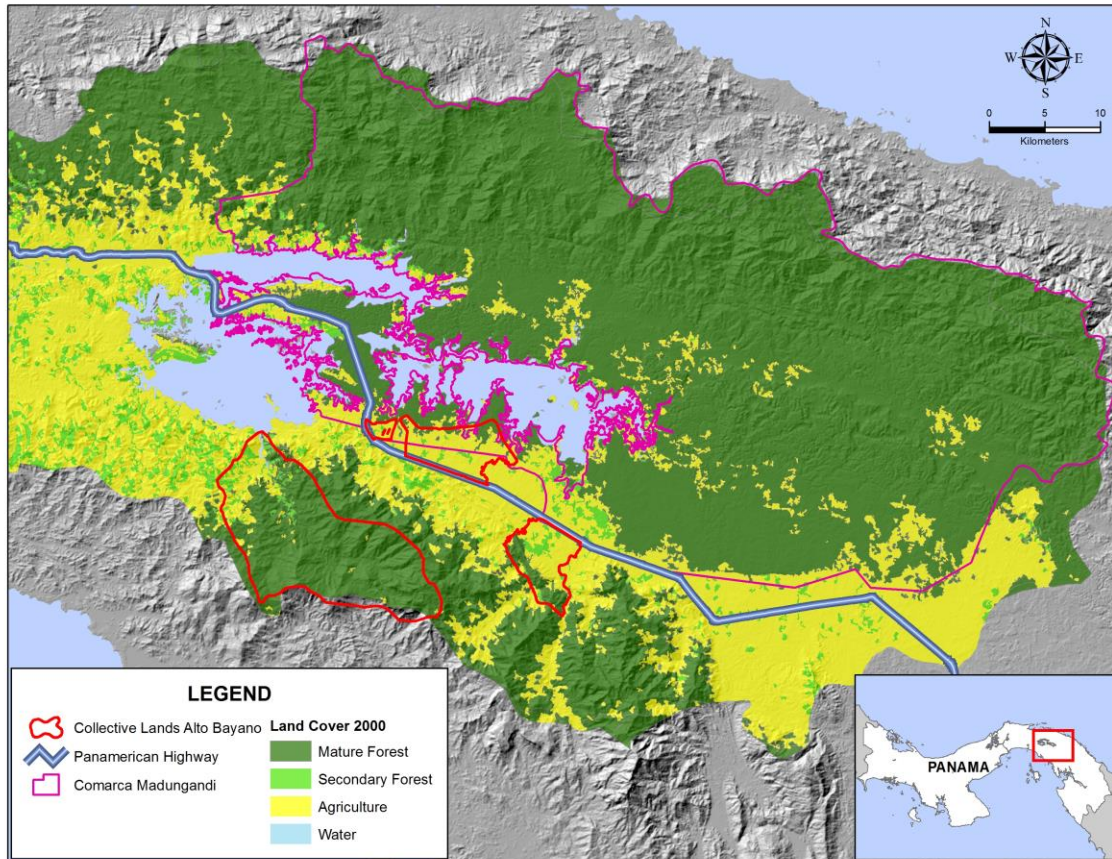 N
W E
S
0 5 10
Kilometers
LEGEND
Collective Lands Alto Bayano
Panamerican Highway
Comarca Madungandi
Land Cover 2000
Mature Forest
Secondary Forest
Agriculture
Water
PANAMA